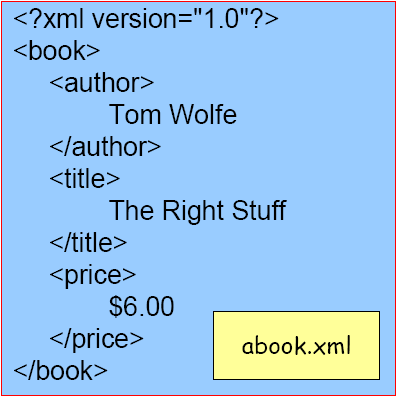 <?xml version="1.0"?>
<book>
<author>
Tom Wolfe
</author>
<title>
The Right Stuff
</title>
<price>
$6.00
</price>
</book>
abook.xml